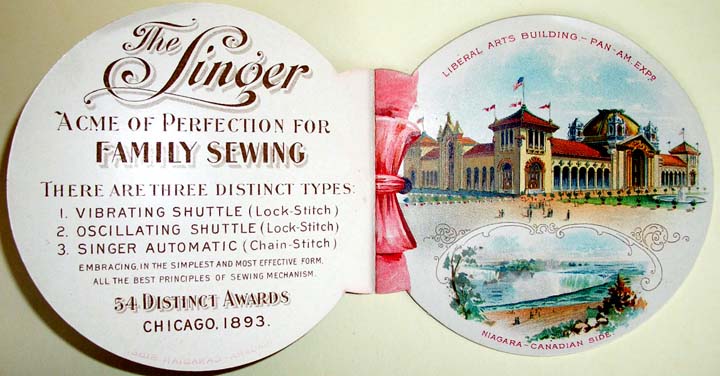 The Singer
ACME OF PERFECTION FOR
FAMILY SEWING
THERE ARE THREE DISTINCT TYPES:
1. VIBRATING SHUTTLE (Lock-Stitch)
2. OSCILLATING SHUTTLE (Lock-Stitch)
3. SINGER AUTOMATIC (Chain-Stitch)
EMBRACING, IN THE SIMPLEST AND MOST EFFECTIVE FORM,
ALL THE BEST PRINCIPLES OF SEWING MECHANISM.
54 DISTINCT AWARDS
CHICAGO, 1893.
LIBERAL ARTS BUILDING - PAN-AM. EXPO.
NIAGARA - CANADIAN SIDE.